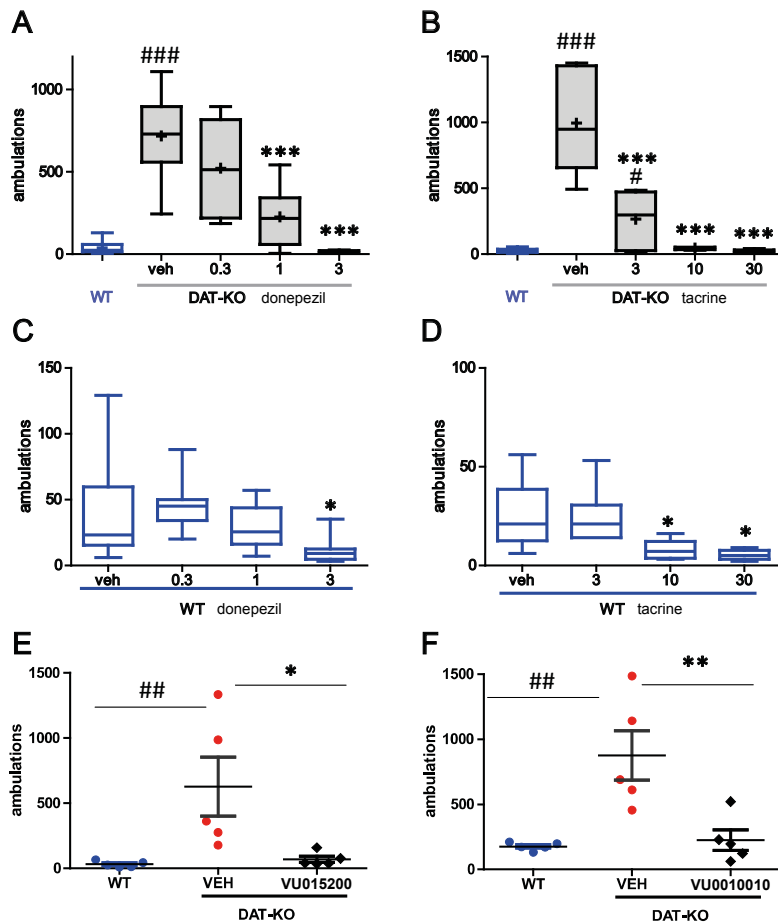 A
###
1000
***
500
***
0
ambulations
veh
0.3
1
3
WT
DAT-KO donepezil
B
1500
###
1000
***
#
500
***
***
0
ambulations
veh
3
10
30
WT
DAT-KO tacrine
C
150
100
50
*
0
ambulations
veh
0.3
1
3
WT donepezil
D
100
50
*
*
0
ambulations
veh
3
10
30
WT tacrine
E
1500
##
*
1000
500
0
ambulations
WT
VEH
VU015200
DAT-KO
F
1500
##
**
1000
500
0
ambulations
WT
VEH
VU0010010
DAT-KO